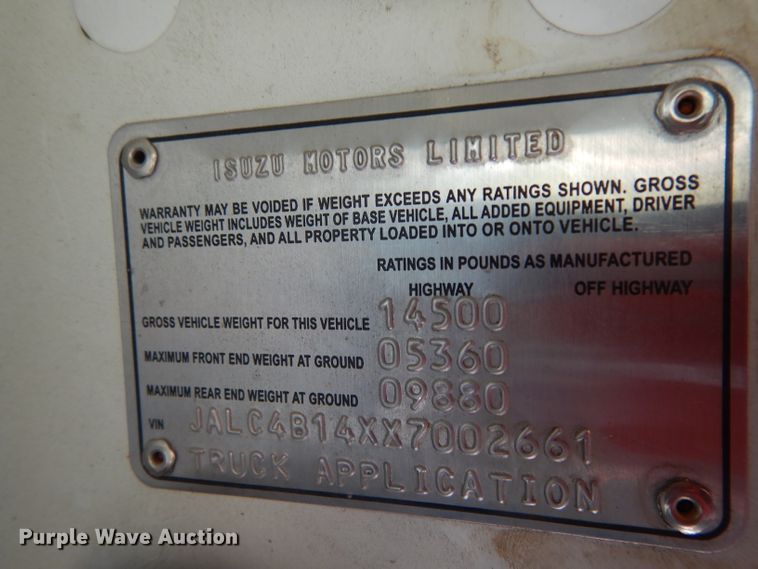 ISUZU MOTORS LIMITED
WARRANTY MAY BE VOIDED IF WEIGHT EXCEEDS ANY RATINGS SHOWN. GROSS
VEHICLE WEIGHT INCLUDES WEIGHT OF BASE VEHICLE, ALL ADDED EQUIPMENT, DRIVER
AND PASSENGERS, AND ALL PROPERTY LOADED INTO OR ONTO VEHICLE.
RATINGS IN POUNDS AS MANUFACTURED
HIGHWAY OFF HIGHWAY
GROSS VEHICLE WEIGHT FOR THIS VEHICLE 14500
MAXIMUM FRONT END WEIGHT AT GROUND 05360
MAXIMUM REAR END WEIGHT AT GROUND 09880
VIN JALC4B14XX7002661
TRUCK APPLICATION
Purple Wave Auction